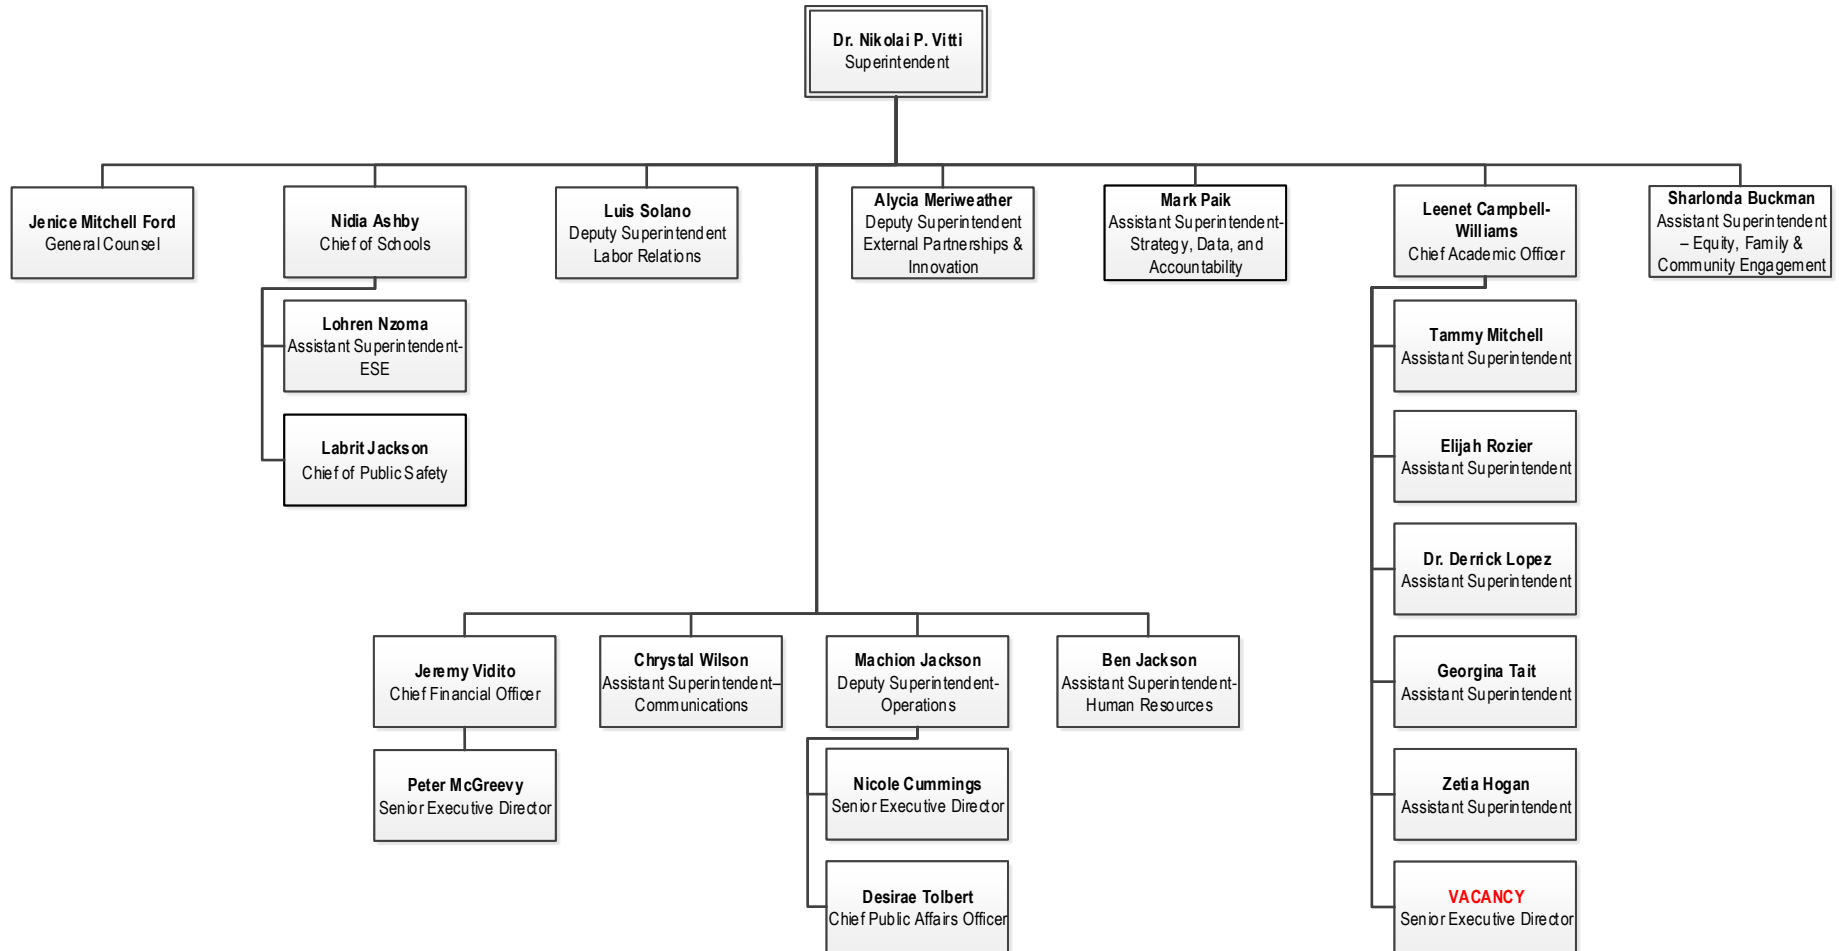 Dr. Nikolai P. Vitti
Superintendent
Jenice Mitchell Ford
General Counsel
Nidia Ashby
Chief of Schools
Luis Solano
Deputy Superintendent
Labor Relations
Alycia Meriweather
Deputy Superintendent
External Partnerships &
Innovation
Mark Paik
Assistant Superintendent-
Strategy, Data, and
Accountability
Leenet Campbell-
Williams
Chief Academic Officer
Sharlonda Buckman
Assistant Superintendent
– Equity, Family &
Community Engagement
Lohren Nzoma
Assistant Superintendent-
ESE
Labrit Jackson
Chief of Public Safety
Tammy Mitchell
Assistant Superintendent
Elijah Rozier
Assistant Superintendent
Dr. Derrick Lopez
Assistant Superintendent
Georgina Tait
Assistant Superintendent
Zetia Hogan
Assistant Superintendent
VACANCY
Senior Executive Director
Jeremy Vidito
Chief Financial Officer
Chrystal Wilson
Assistant Superintendent–
Communications
Machion Jackson
Deputy Superintendent-
Operations
Ben Jackson
Assistant Superintendent-
Human Resources
Peter McGreevy
Senior Executive Director
Nicole Cummings
Senior Executive Director
Desirae Tolbert
Chief Public Affairs Officer